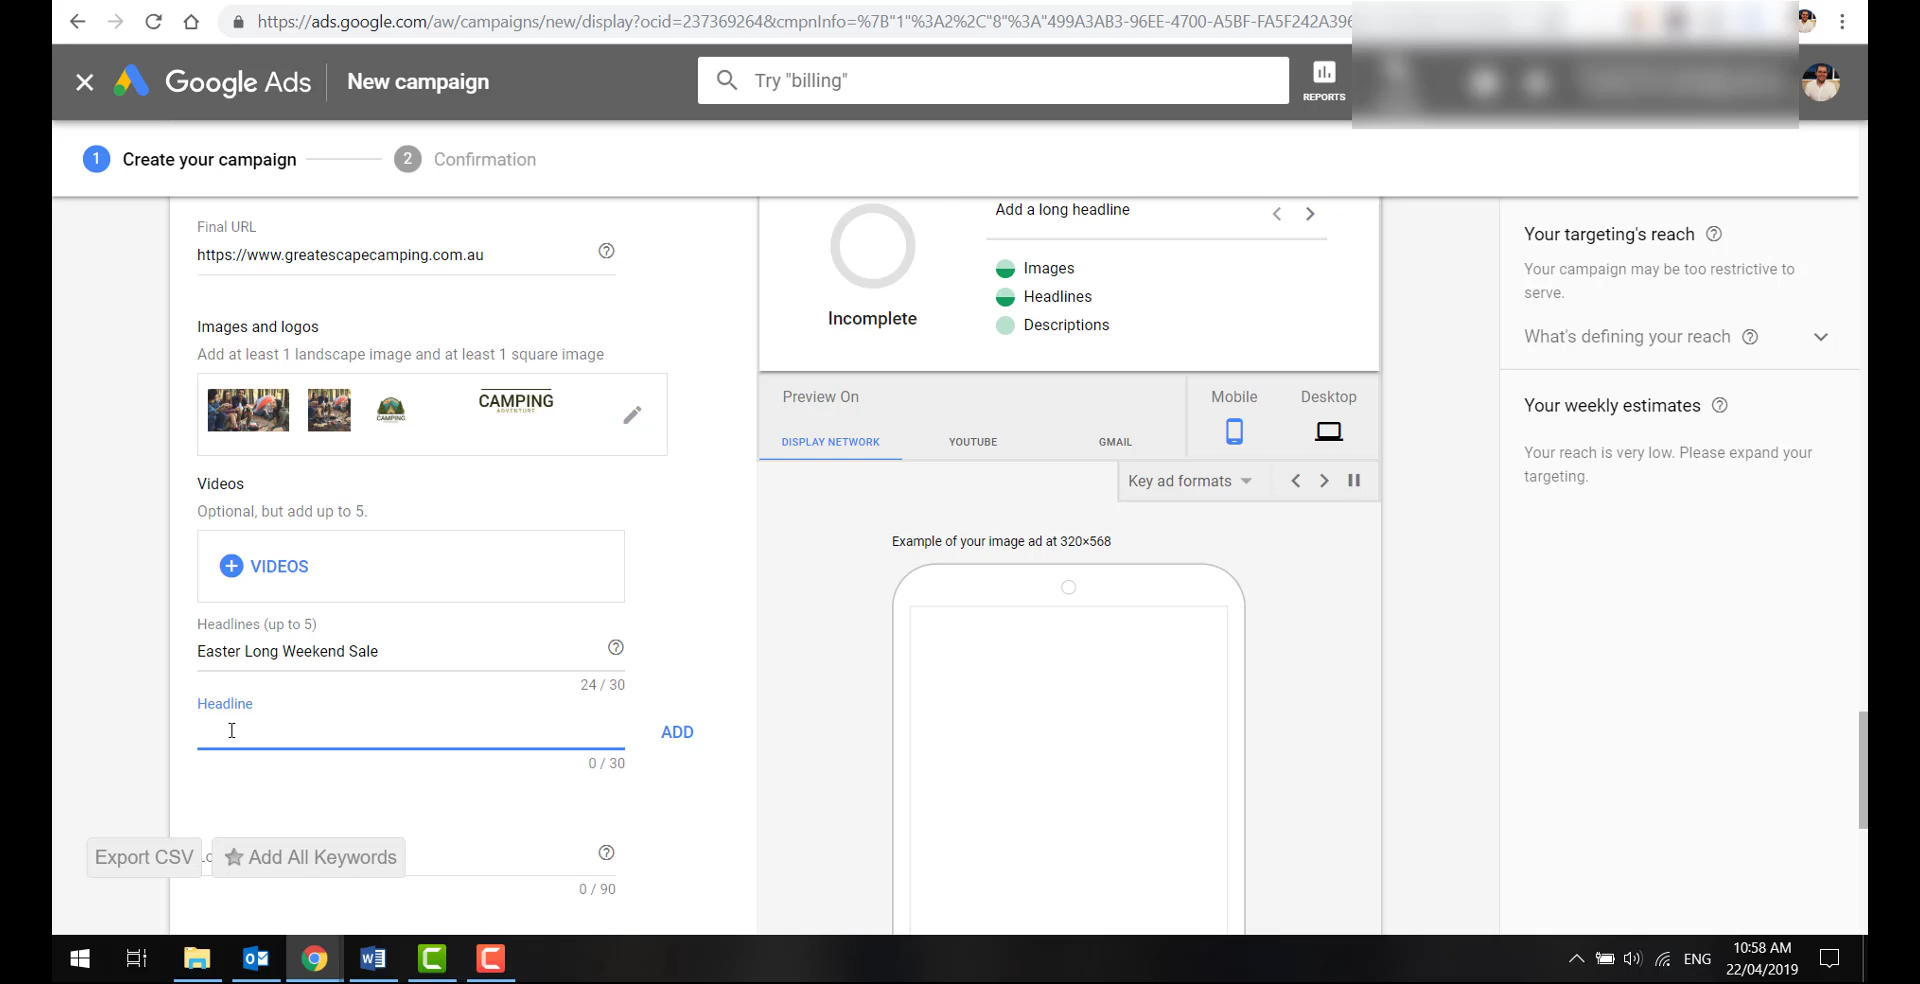 https://ads.google.com/aw/campaigns/new/display?ocid=237369264&cmpnInfo=%7B"1"%3A2%2C"8"%3A"499A3AB3-96EE-4700-A5BF-FA5F242A396
Google Ads
New campaign
Try "billing"
REPORTS
1
Create your campaign
2
Confirmation
Final URL
https://www.greatescapecamping.com.au
Images and logos
Add at least 1 landscape image and at least 1 square image
CAMPING
CAMPING
ADVENTURE
Videos
Optional, but add up to 5.
VIDEOS
Headlines (up to 5)
Easter Long Weekend Sale
24 / 30
Headline
ADD
0 / 30
Export CSV
Add All Keywords
0 / 90
Incomplete
Add a long headline
Images
Headlines
Descriptions
Preview On
Mobile
Desktop
DISPLAY NETWORK
YOUTUBE
GMAIL
Key ad formats
Example of your image ad at 320×568
Your targeting's reach
Your campaign may be too restrictive to
serve.
What's defining your reach
Your weekly estimates
Your reach is very low. Please expand your
targeting.
ENG
10:58 AM
22/04/2019